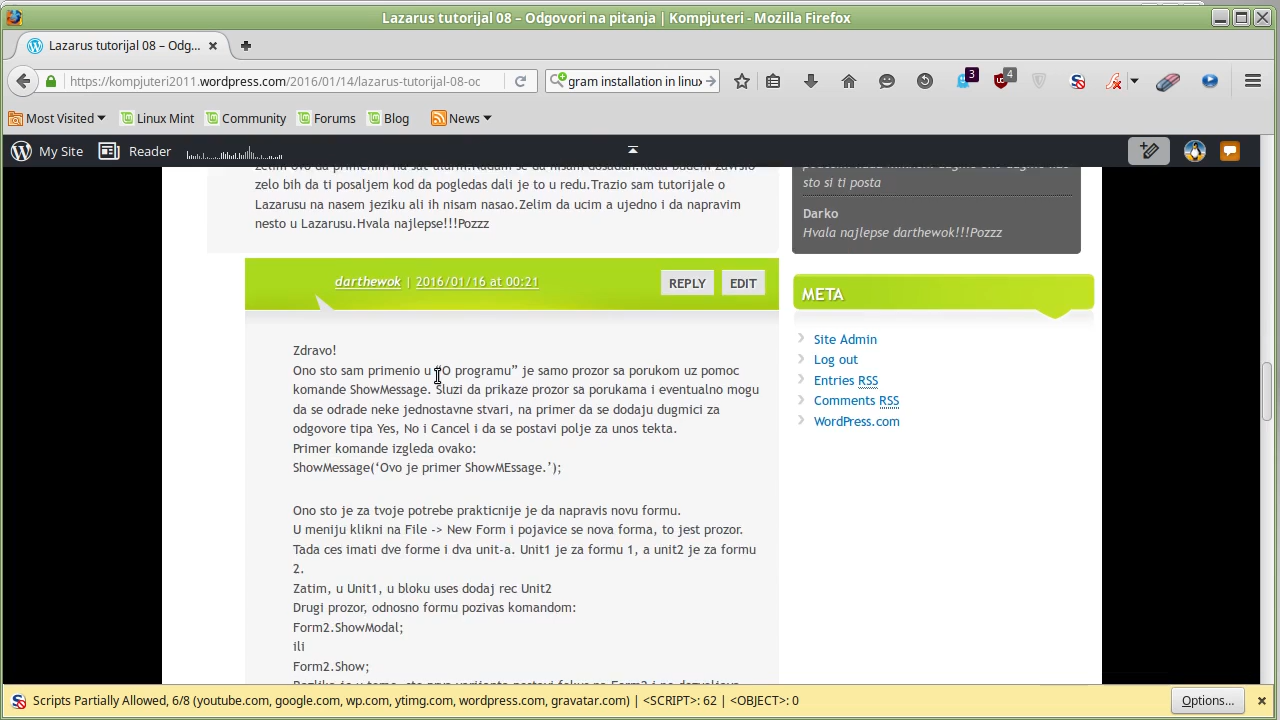 Lazarus tutorijal 08 – Odgovori na pitanja | Kompjuteri - Mozilla Firefox
Lazarus tutorijal 08 – Odg...
https://kompjuteri2011.wordpress.com/2016/01/14/lazarus-tutorijal-08-oc
gram installation in linux
3
4
Most Visited
Linux Mint
Community
Forums
Blog
News
My Site
Reader
zelo bih da ti posaljem kod da pogledas dali je to u redu.Trazio sam tutorijale o
Lazarusu na nasem jeziku ali ih nisam nasao.Zelim da ucim a ujedno i da napravim
nesto u Lazarusu.Hvala najlepse!!!Pozzz
sto si ti posta
Darko
Hvala najlepse darthewok!!!Pozzz
darthewok | 2016/01/16 at 00:21
REPLY
EDIT
META
Site Admin
Log out
Entries RSS
Comments RSS
WordPress.com
Zdravo!
Ono sto sam primenio u “O programu” je samo prozor sa porukom uz pomoc
komande ShowMessage. Sluzi da prikaze prozor sa porukama i eventualno mogu
da se odrade neke jednostavne stvari, na primer da se dodaju dugmici za
odgovore tipa Yes, No i Cancel i da se postavi polje za unos tekta.
Primer komande izgleda ovako:
ShowMessage(‘Ovo je primer ShowMEssage.’);
Ono sto je za tvoje potrebe prakticnije je da napravis novu formu.
U meniju klikni na File -> New Form i pojavice se nova forma, to jest prozor.
Tada ces imati dve forme i dva unit-a. Unit1 je za formu 1, a unit2 je za formu
2.
Zatim, u Unit1, u bloku uses dodaj rec Unit2
Drugi prozor, odnosno formu pozivas komandom:
Form2.ShowModal;
ili
Form2.Show;
Scripts Partially Allowed, 6/8 (youtube.com, google.com, wp.com, ytimg.com, wordpress.com, gravatar.com) | <SCRIPT>: 62 | <OBJECT>: 0
Options...